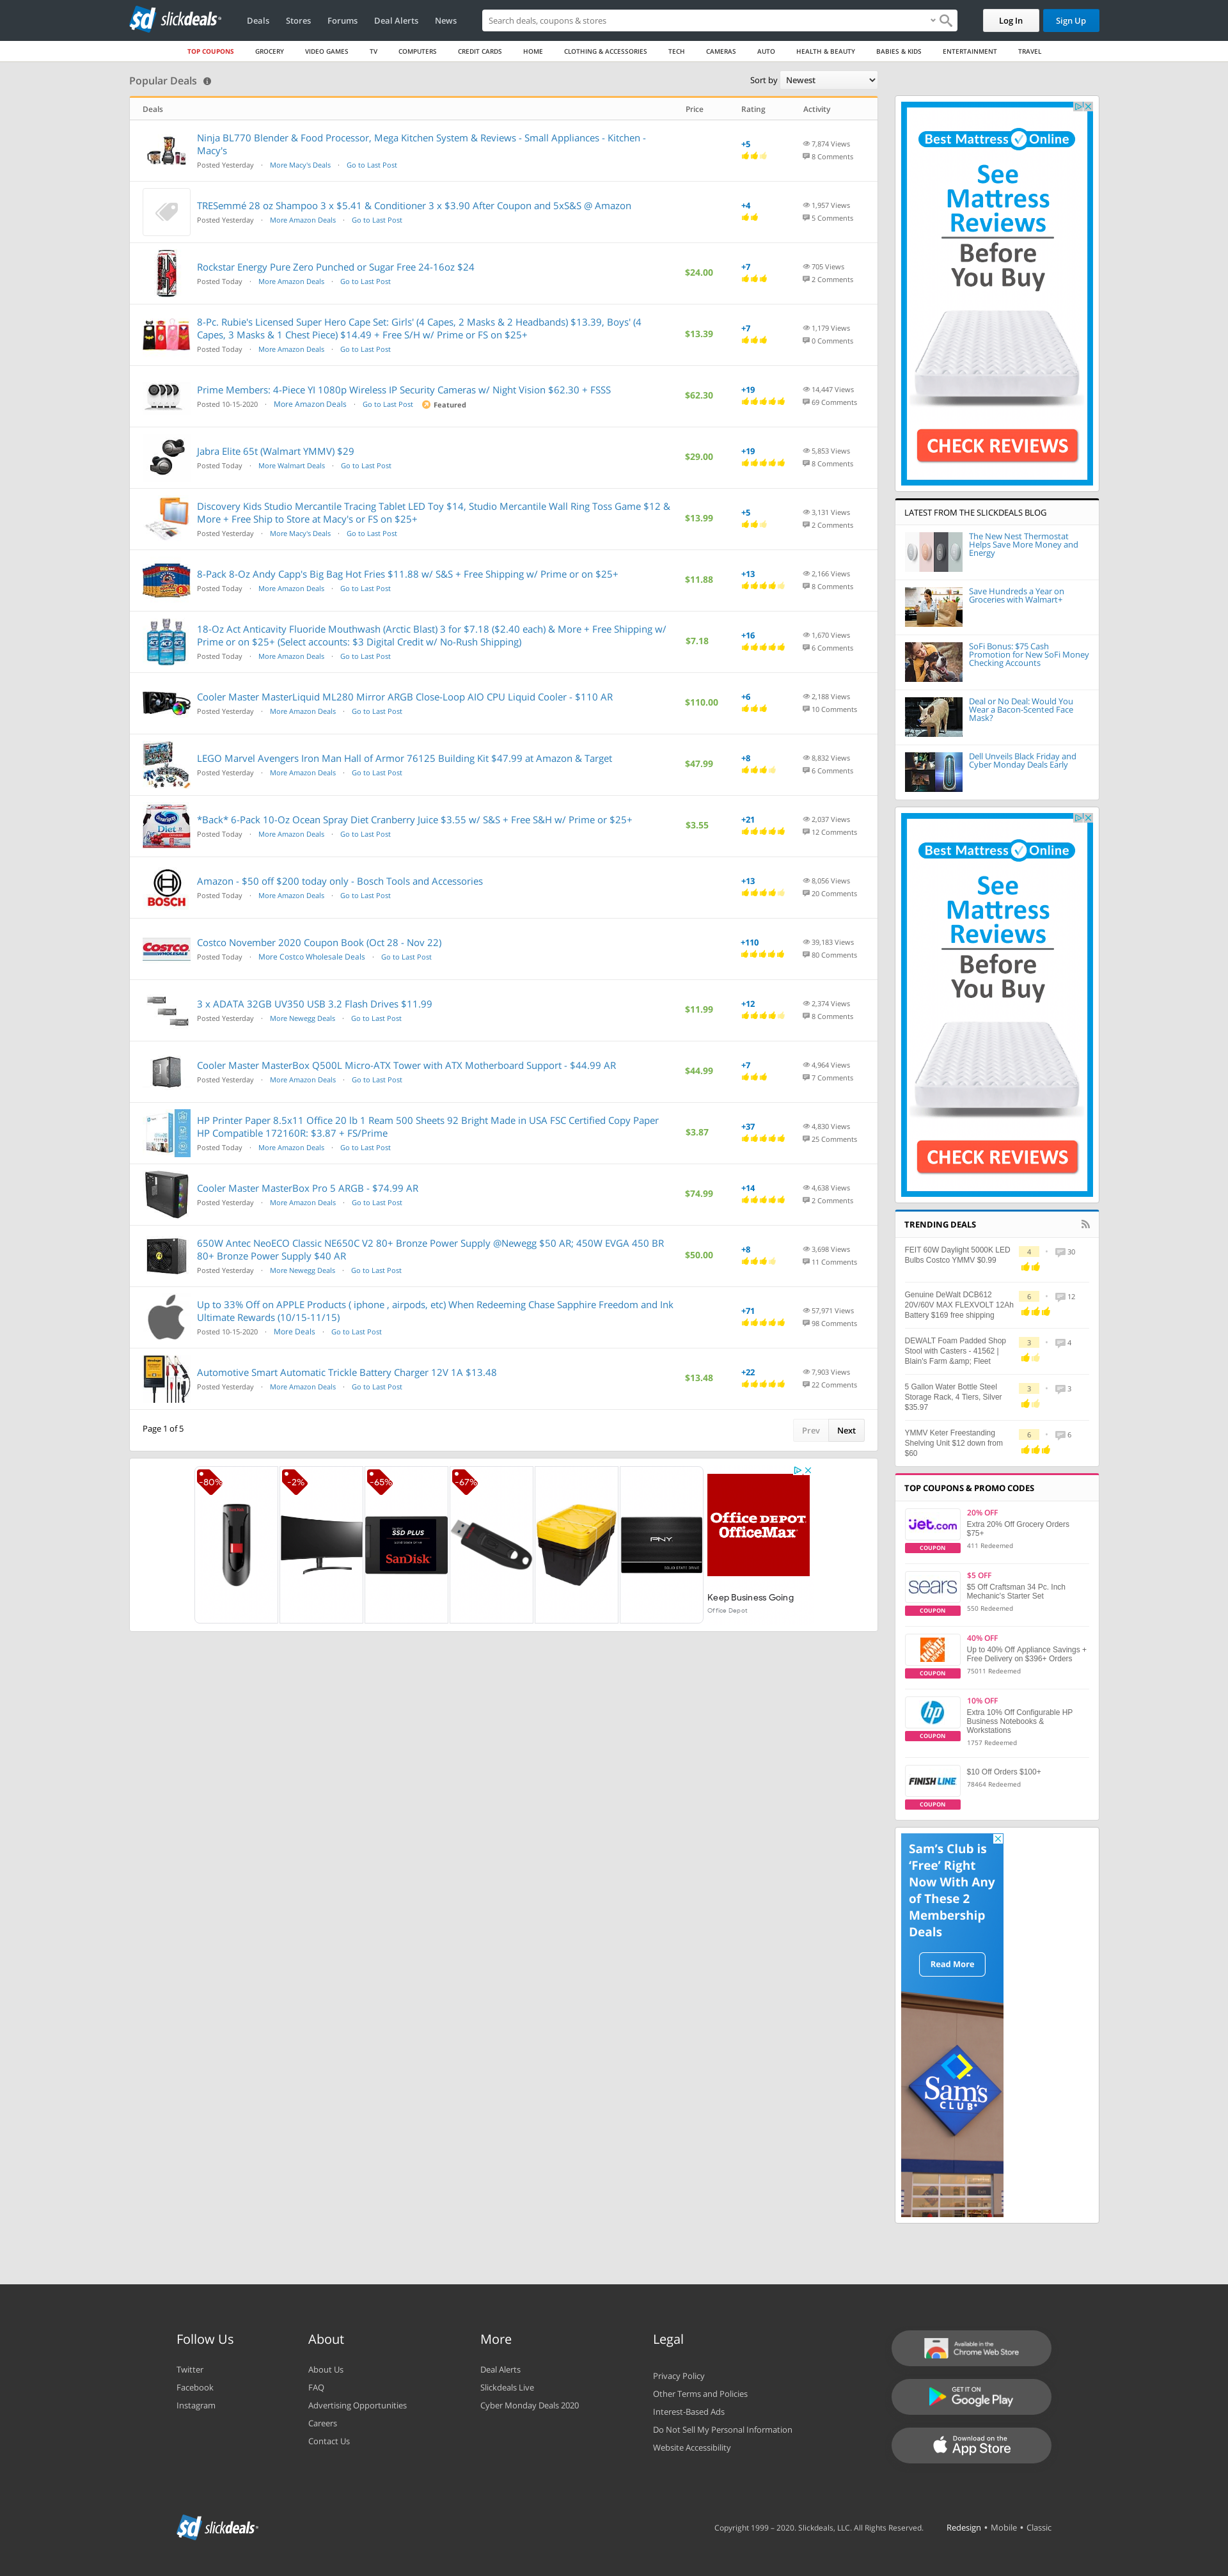 slickdeals
Deals
Stores
Forums
Deal Alerts
News
Search deals, coupons & stores
Log In
Sign Up
TOP COUPONS
GROCERY
VIDEO GAMES
TV
COMPUTERS
CREDIT CARDS
HOME
CLOTHING & ACCESSORIES
TECH
CAMERAS
AUTO
HEALTH & BEAUTY
BABIES & KIDS
ENTERTAINMENT
TRAVEL
Popular Deals
Sort by
Newest
Deals
Price
Rating
Activity
Ninja BL770 Blender & Food Processor, Mega Kitchen System & Reviews - Small Appliances - Kitchen -
Macy's
Posted Yesterday · More Macy's Deals · Go to Last Post
+5
7,874 Views
8 Comments
TRESemmé 28 oz Shampoo 3 x $5.41 & Conditioner 3 x $3.90 After Coupon and 5xS&S @ Amazon
Posted Yesterday · More Amazon Deals · Go to Last Post
+4
1,957 Views
5 Comments
Rockstar Energy Pure Zero Punched or Sugar Free 24-16oz $24
Posted Today · More Amazon Deals · Go to Last Post
$24.00
+7
705 Views
2 Comments
8-Pc. Rubie's Licensed Super Hero Cape Set: Girls' (4 Capes, 2 Masks & 2 Headbands) $13.39, Boys' (4
Capes, 3 Masks & 1 Chest Piece) $14.49 + Free S/H w/ Prime or FS on $25+
Posted Today · More Amazon Deals · Go to Last Post
$13.39
+7
1,179 Views
0 Comments
Prime Members: 4-Piece YI 1080p Wireless IP Security Cameras w/ Night Vision $62.30 + FSSS
Posted 10-15-2020 · More Amazon Deals · Go to Last Post Featured
$62.30
+19
14,447 Views
69 Comments
Jabra Elite 65t (Walmart YMMV) $29
Posted Today · More Walmart Deals · Go to Last Post
$29.00
+19
5,853 Views
8 Comments
Discovery Kids Studio Mercantile Tracing Tablet LED Toy $14, Studio Mercantile Wall Ring Toss Game $12 &
More + Free Ship to Store at Macy's or FS on $25+
Posted Yesterday · More Macy's Deals · Go to Last Post
$13.99
+5
3,131 Views
2 Comments
8-Pack 8-Oz Andy Capp's Big Bag Hot Fries $11.88 w/ S&S + Free Shipping w/ Prime or on $25+
Posted Today · More Amazon Deals · Go to Last Post
$11.88
+13
2,166 Views
8 Comments
18-Oz Act Anticavity Fluoride Mouthwash (Arctic Blast) 3 for $7.18 ($2.40 each) & More + Free Shipping w/
Prime or on $25+ (Select accounts: $3 Digital Credit w/ No-Rush Shipping)
Posted Today · More Amazon Deals · Go to Last Post
$7.18
+16
1,670 Views
6 Comments
Cooler Master MasterLiquid ML280 Mirror ARGB Close-Loop AIO CPU Liquid Cooler - $110 AR
Posted Yesterday · More Amazon Deals · Go to Last Post
$110.00
+6
2,188 Views
10 Comments
LEGO Marvel Avengers Iron Man Hall of Armor 76125 Building Kit $47.99 at Amazon & Target
Posted Yesterday · More Amazon Deals · Go to Last Post
$47.99
+8
8,832 Views
6 Comments
*Back* 6-Pack 10-Oz Ocean Spray Diet Cranberry Juice $3.55 w/ S&S + Free S&H w/ Prime or $25+
Posted Today · More Amazon Deals · Go to Last Post
$3.55
+21
2,037 Views
12 Comments
BOSCH
Amazon - $50 off $200 today only - Bosch Tools and Accessories
Posted Today · More Amazon Deals · Go to Last Post
+13
8,056 Views
20 Comments
Costco WHOLESALE
Costco November 2020 Coupon Book (Oct 28 - Nov 22)
Posted Today · More Costco Wholesale Deals · Go to Last Post
+110
39,183 Views
80 Comments
3 x ADATA 32GB UV350 USB 3.2 Flash Drives $11.99
Posted Yesterday · More Newegg Deals · Go to Last Post
$11.99
+12
2,374 Views
8 Comments
Cooler Master MasterBox Q500L Micro-ATX Tower with ATX Motherboard Support - $44.99 AR
Posted Yesterday · More Amazon Deals · Go to Last Post
$44.99
+7
4,964 Views
7 Comments
HP Printer Paper 8.5x11 Office 20 lb 1 Ream 500 Sheets 92 Bright Made in USA FSC Certified Copy Paper
HP Compatible 172160R: $3.87 + FS/Prime
Posted Today · More Amazon Deals · Go to Last Post
$3.87
+37
4,830 Views
25 Comments
Cooler Master MasterBox Pro 5 ARGB - $74.99 AR
Posted Yesterday · More Amazon Deals · Go to Last Post
$74.99
+14
4,638 Views
2 Comments
650W Antec NeoECO Classic NE650C V2 80+ Bronze Power Supply @Newegg $50 AR; 450W EVGA 450 BR
80+ Bronze Power Supply $40 AR
Posted Yesterday · More Newegg Deals · Go to Last Post
$50.00
+8
3,698 Views
11 Comments
Up to 33% Off on APPLE Products ( iphone , airpods, etc) When Redeeming Chase Sapphire Freedom and Ink
Ultimate Rewards (10/15-11/15)
Posted 10-15-2020 · More Deals · Go to Last Post
+71
57,971 Views
98 Comments
Automotive Smart Automatic Trickle Battery Charger 12V 1A $13.48
Posted Yesterday · More Amazon Deals · Go to Last Post
$13.48
+22
7,903 Views
22 Comments
Page 1 of 5
Prev
Next
-80%
-2%
-65%
-67%
SSD PLUS
SanDisk
PNY
Office DEPOT
OfficeMax
Keep Business Going
Office Depot
Best Mattress Online
See
Mattress
Reviews
Before
You Buy
CHECK REVIEWS
LATEST FROM THE SLICKDEALS BLOG
The New Nest Thermostat
Helps Save More Money and
Energy
Save Hundreds a Year on
Groceries with Walmart+
SoFi Bonus: $75 Cash
Promotion for New SoFi Money
Checking Accounts
Deal or No Deal: Would You
Wear a Bacon-Scented Face
Mask?
Dell Unveils Black Friday and
Cyber Monday Deals Early
Best Mattress Online
See
Mattress
Reviews
Before
You Buy
CHECK REVIEWS
TRENDING DEALS
FEIT 60W Daylight 5000K LED
Bulbs Costco YMMV $0.99
4
30
Genuine DeWalt DCB612
20V/60V MAX FLEXVOLT 12Ah
Battery $169 free shipping
6
12
DEWALT Foam Padded Shop
Stool with Casters - 41562 |
Blain's Farm &amp; Fleet
3
4
5 Gallon Water Bottle Steel
Storage Rack, 4 Tiers, Silver
$35.97
3
3
YMMV Keter Freestanding
Shelving Unit $12 down from
$60
6
6
TOP COUPONS & PROMO CODES
jet.com
COUPON
20% OFF
Extra 20% Off Grocery Orders
$75+
411 Redeemed
sears
COUPON
$5 OFF
$5 Off Craftsman 34 Pc. Inch
Mechanic's Starter Set
550 Redeemed
COUPON
40% OFF
Up to 40% Off Appliance Savings +
Free Delivery on $396+ Orders
75011 Redeemed
hp
COUPON
10% OFF
Extra 10% Off Configurable HP
Business Notebooks &
Workstations
1757 Redeemed
FINISH LINE
COUPON
$10 Off Orders $100+
78464 Redeemed
Sam's Club is
'Free' Right
Now With Any
of These 2
Membership
Deals
Read More
Sam's
CLUB
Follow Us
Twitter
Facebook
Instagram
About
About Us
FAQ
Advertising Opportunities
Careers
Contact Us
More
Deal Alerts
Slickdeals Live
Cyber Monday Deals 2020
Legal
Privacy Policy
Other Terms and Policies
Interest-Based Ads
Do Not Sell My Personal Information
Website Accessibility
Available in the
Chrome Web Store
GET IT ON
Google Play
Download on the
App Store
slickdeals
Copyright 1999 – 2020. Slickdeals, LLC. All Rights Reserved.
Redesign • Mobile • Classic